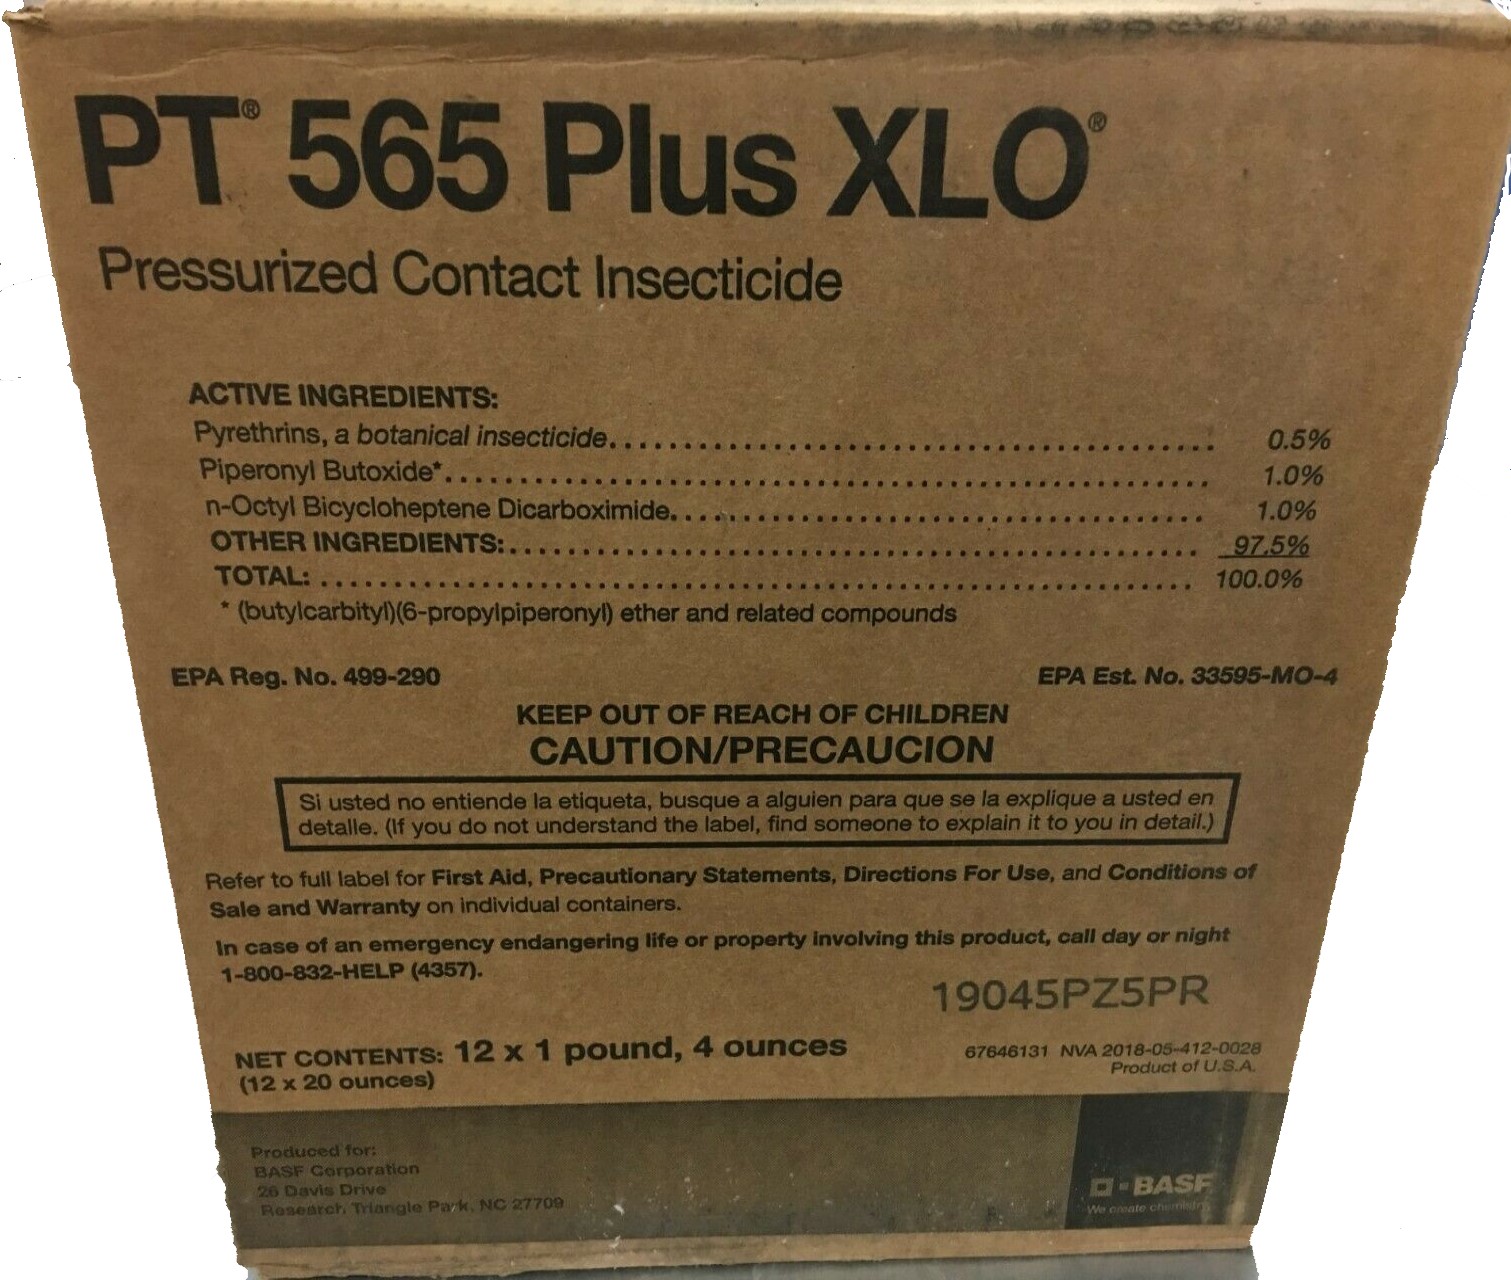 PT® 565 Plus XLO®
Pressurized Contact Insecticide
ACTIVE INGREDIENTS:
Pyrethrins, a botanical insecticide........................................ 0.5%
Piperonyl Butoxide*.................................................... 1.0%
n-Octyl Bicycloheptene Dicarboximide.................................... 1.0%
OTHER INGREDIENTS:............................................... 97.5%
TOTAL: ............................................................ 100.0%
* (butylcarbityl)(6-propylpiperonyl) ether and related compounds
EPA Reg. No. 499-290 EPA Est. No. 33595-MO-4
KEEP OUT OF REACH OF CHILDREN
CAUTION/PRECAUCION
Si usted no entiende la etiqueta, busque a alguien para que se la explique a usted en
detalle. (If you do not understand the label, find someone to explain it to you in detail.)
Refer to full label for First Aid, Precautionary Statements, Directions For Use, and Conditions of
Sale and Warranty on individual containers.
In case of an emergency endangering life or property involving this product, call day or night
1-800-832-HELP (4357).
19045PZ5PR
NET CONTENTS: 12 x 1 pound, 4 ounces
(12 x 20 ounces)
67646131 NVA 2018-05-412-0028
Product of U.S.A.
Produced for:
BASF Corporation
26 Davis Drive
Research Triangle Park, NC 27709
BASF
We create chemistry